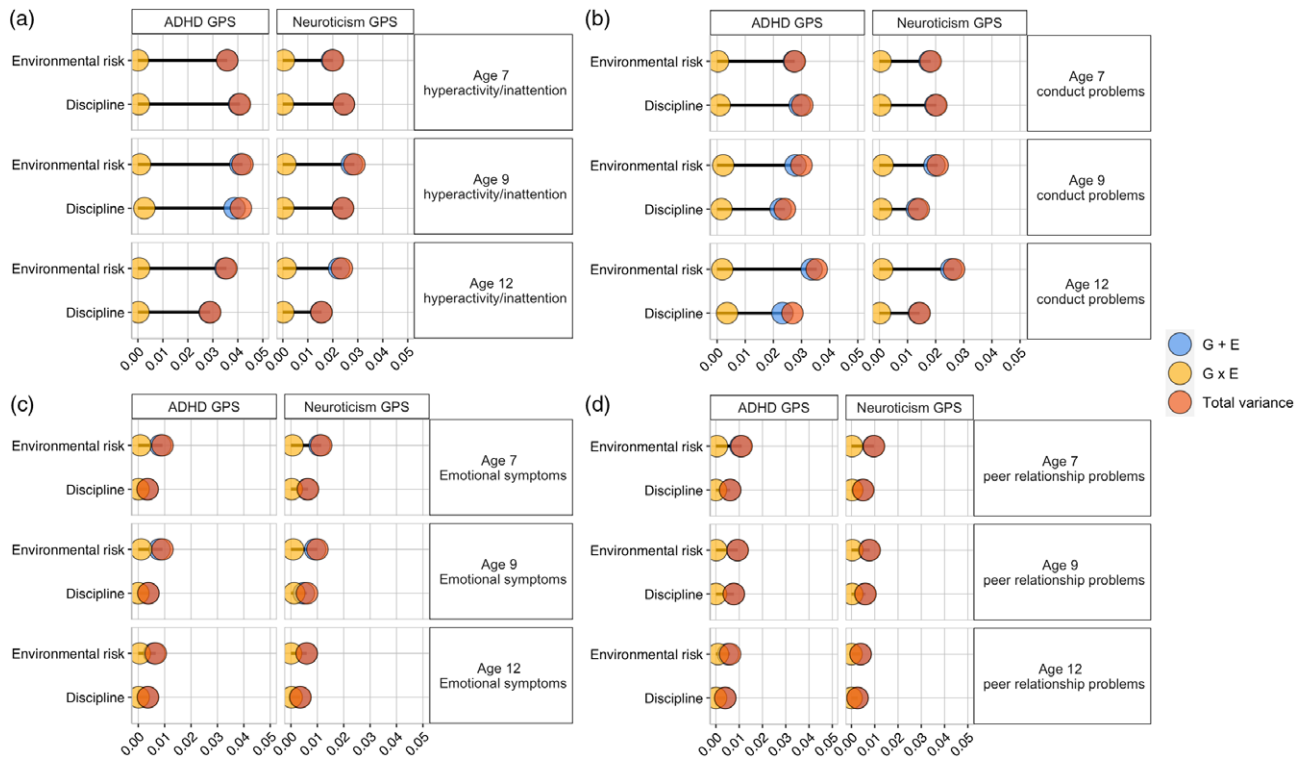 (a)
ADHD GPS
Neuroticism GPS
Environmental risk
Discipline
Age 7
hyperactivity/inattention
Environmental risk
Discipline
Age 9
hyperactivity/inattention
Environmental risk
Discipline
Age 12
hyperactivity/inattention
0.00 0.01 0.02 0.03 0.04 0.05
0.00 0.01 0.02 0.03 0.04 0.05
(b)
ADHD GPS
Neuroticism GPS
Environmental risk
Discipline
Age 7
conduct problems
Environmental risk
Discipline
Age 9
conduct problems
Environmental risk
Discipline
Age 12
conduct problems
0.00 0.01 0.02 0.03 0.04 0.05
0.00 0.01 0.02 0.03 0.04 0.05
G + E
G x E
Total variance
(c)
ADHD GPS
Neuroticism GPS
Environmental risk
Discipline
Age 7
Emotional symptoms
Environmental risk
Discipline
Age 9
Emotional symptoms
Environmental risk
Discipline
Age 12
Emotional symptoms
0.00 0.01 0.02 0.03 0.04 0.05
0.00 0.01 0.02 0.03 0.04 0.05
(d)
ADHD GPS
Neuroticism GPS
Environmental risk
Discipline
Age 7
peer relationship problems
Environmental risk
Discipline
Age 9
peer relationship problems
Environmental risk
Discipline
Age 12
peer relationship problems
0.00 0.01 0.02 0.03 0.04 0.05
0.00 0.01 0.02 0.03 0.04 0.05